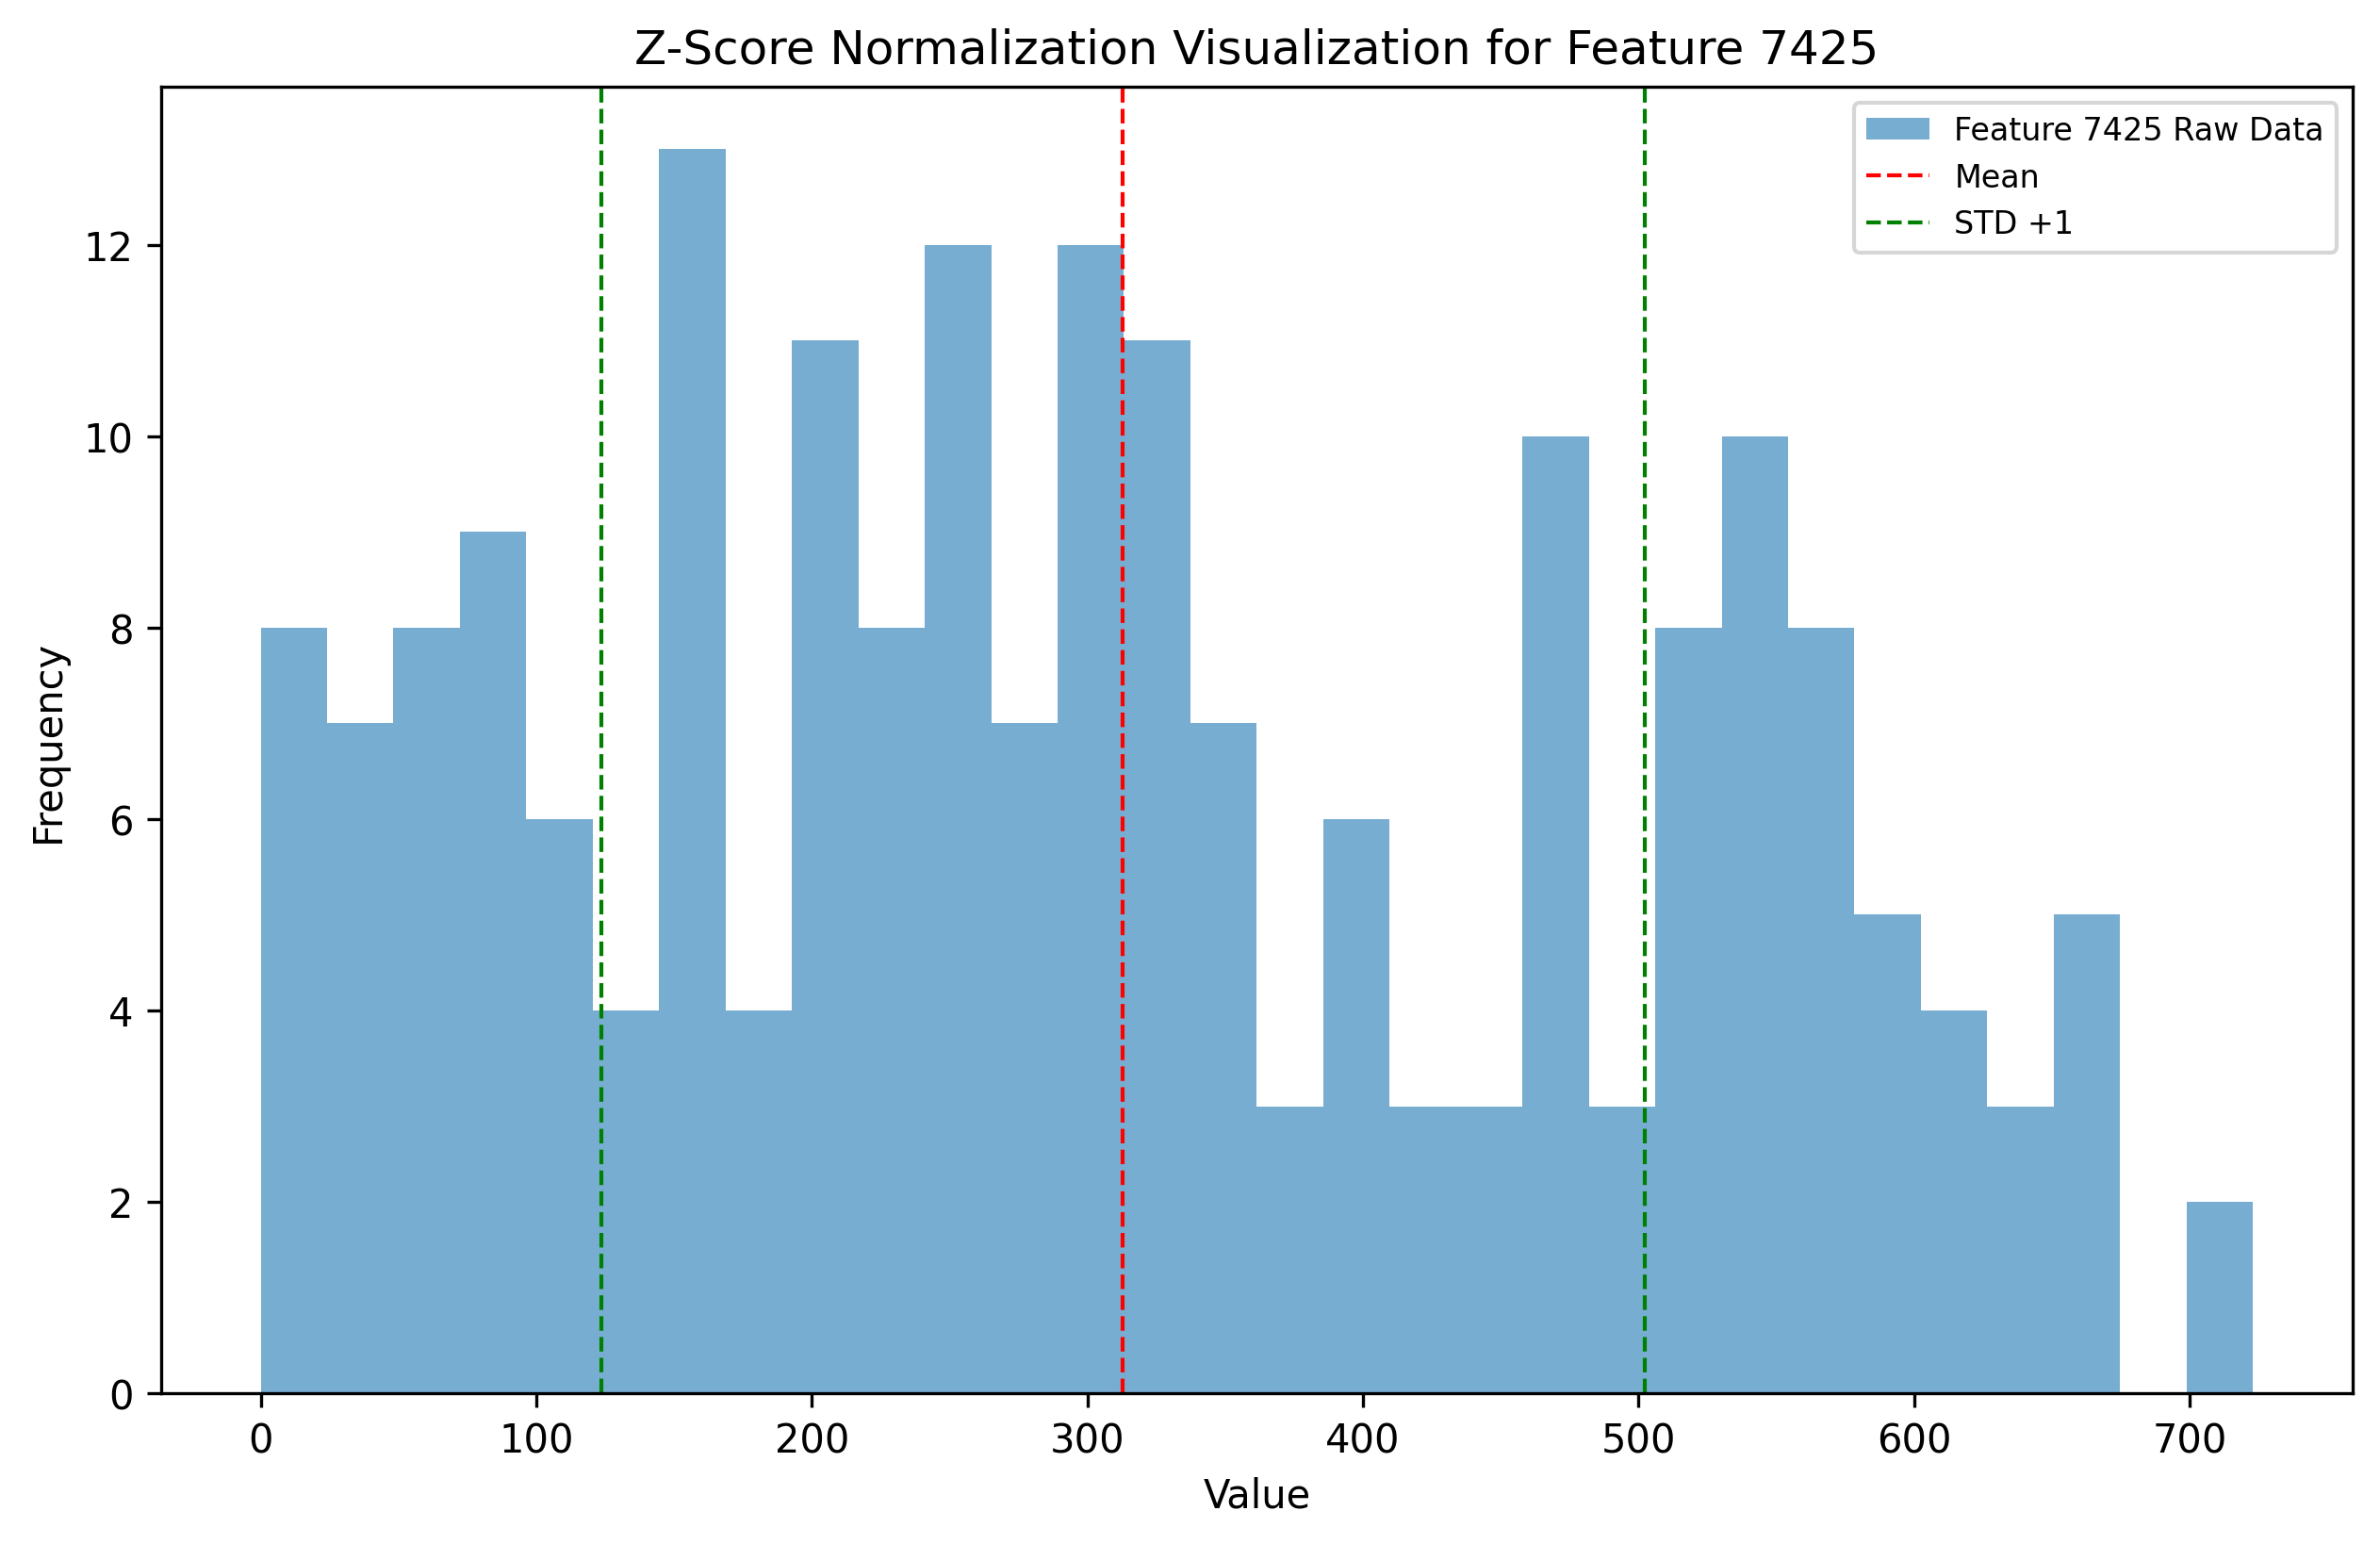 Z-Score Normalization Visualization for Feature 7425
Feature 7425 Raw Data
Mean
STD +1
12
10
8
6
4
2
0
Frequency
0 100 200 300 400 500 600 700
Value